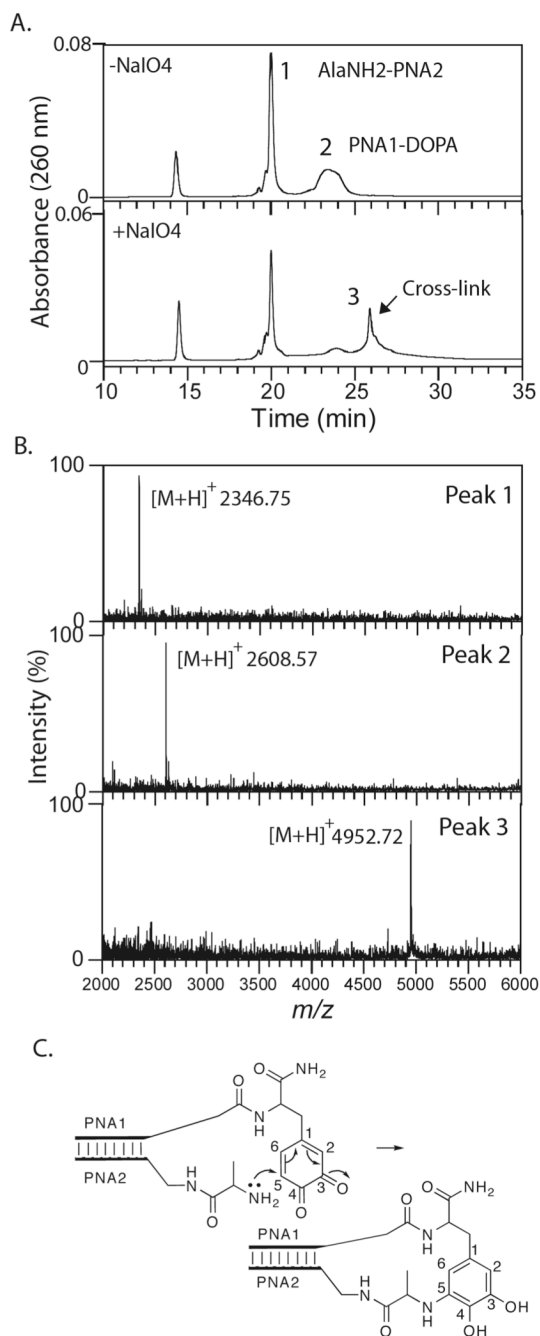 A.
0.08
-NaIO4
1
AlaNH2-PNA2
2
PNA1-DOPA
0
0.06
+NaIO4
3
Cross-link
0
Absorbance (260 nm)
10 15 20 25 30 35
Time (min)
B.
100
[M+H]+ 2346.75
Peak 1
0
100
[M+H]+ 2608.57
Peak 2
0
100
[M+H]+ 4952.72
Peak 3
0
Intensity (%)
2000 2500 3000 3500 4000 4500 5000 5500 6000
m/z
C.
O NH2
O
PNA1
N
H
1
6 2
PNA2
H
N
5 3
O
4
NH2
O
O
O NH2
O
PNA1
N
H
1
6 2
PNA2
H
N
5 3
O
N
H
4
OH
OH